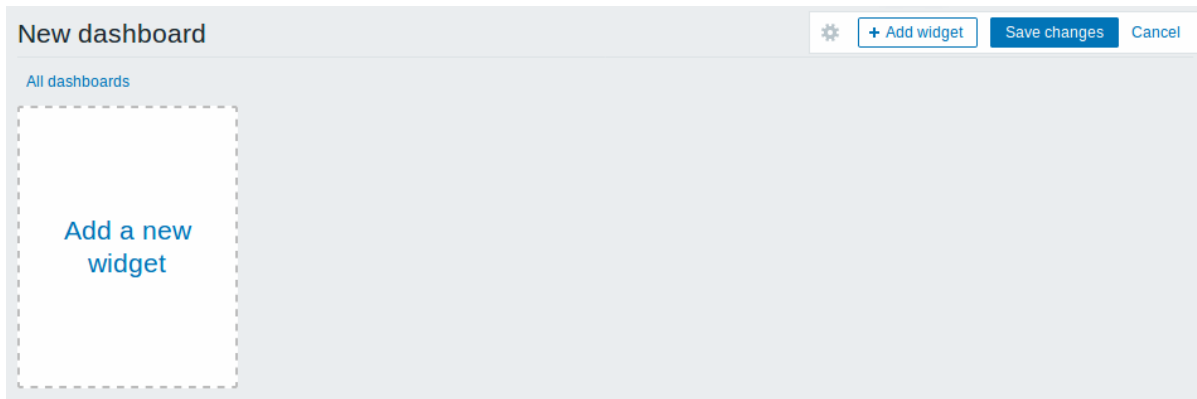 New dashboard
+ Add widget
Save changes
Cancel
All dashboards
Add a new
widget